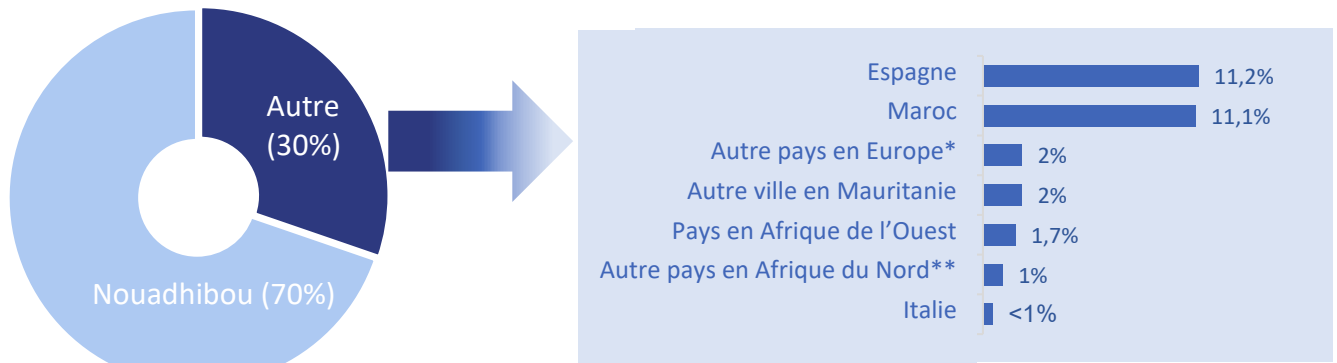 Autre
(30%)
Nouadhibou (70%)
Espagne 11,2%
Maroc 11,1%
Autre pays en Europe* 2%
Autre ville en Mauritanie 2%
Pays en Afrique de l’Ouest 1,7%
Autre pays en Afrique du Nord** 1%
Italie <1%